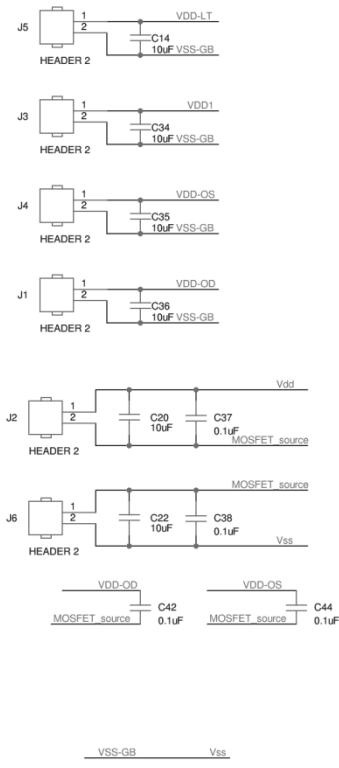 1 VDD-LT
J5 2 C14
10uF VSS-GB
HEADER 2
1 VDD1
J3 2 C34
10uF VSS-GB
HEADER 2
1 VDD-OS
J4 2 C35
10uF VSS-GB
HEADER 2
1 VDD-OD
J1 2 C36
10uF VSS-GB
HEADER 2
Vdd
1
J2 2 C20 C37
10uF 0.1uF
MOSFET_source
HEADER 2
MOSFET_source
1
J6 2 C22 C38
10uF 0.1uF
Vss
HEADER 2
VDD-OD VDD-OS
C42 C44
MOSFET_source 0.1uF MOSFET_source 0.1uF
VSS-GB Vss